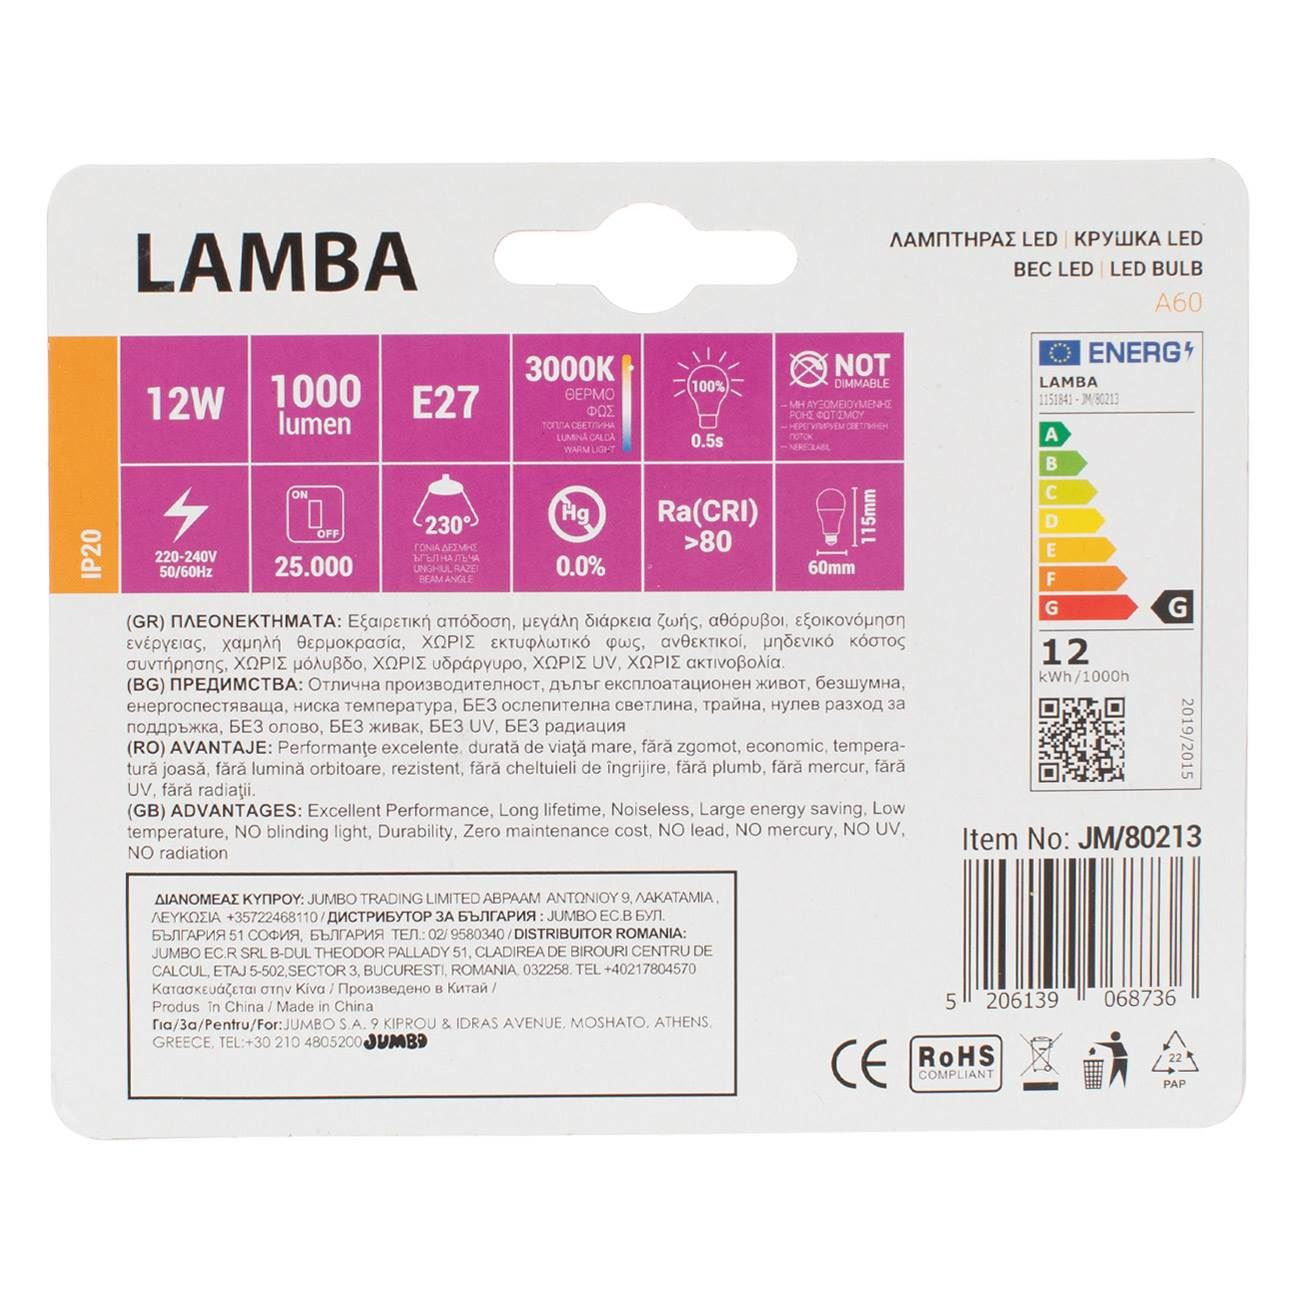 LAMBA
ΛΑΜΠΤΗΡΑΣ LED | КРУШКА LED
BEC LED | LED BULB
A60
IP20
12W
1000
lumen
E27
3000K
ΘΕΡΜΟ
ΦΩΣ
ТОПЛА СВЕТЛИНА
LUMINĂ CALDĂ
WARM LIGHT
100%
0.5s
NOT
DIMMABLE
- ΜΗ ΑΥΞΟΜΕΙΟΥΜΕΝΗΣ
ΡΟΗΣ ΦΩΤΙΣΜΟΥ
- НЕРЕГУЛИРУЕМ СВЕТЛИНЕН
ПОТОК
- NEREGLABIL
220-240V
50/60Hz
ON
OFF
25.000
230°
ΓΩΝΙΑ ΔΕΣΜΗΣ
ЪГЪЛ НА ЛЪЧА
UNGHIUL RAZEI
BEAM ANGLE
Hg
0.0%
Ra(CRI)
>80
115mm
60mm
ENERG
LAMBA
1151841 - JM/80213
A
B
C
D
E
F
G
G
12
kWh/1000h
2019/2015
(GR) ΠΛΕΟΝΕΚΤΗΜΑΤΑ: Εξαιρετική απόδοση, μεγάλη διάρκεια ζωής, αθόρυβοι, εξοικονόμηση
ενέργειας, χαμηλή θερμοκρασία, ΧΩΡΙΣ εκτυφλωτικό φως, ανθεκτικοί, μηδενικό κόστος
συντήρησης, ΧΩΡΙΣ μόλυβδο, ΧΩΡΙΣ υδράργυρο, ΧΩΡΙΣ UV, ΧΩΡΙΣ ακτινοβολία.
(BG) ПРЕДИМСТВА: Отлична производителност, дълъг експлоатационен живот, безшумна,
енергоспестяваща, ниска температура, БЕЗ ослепителна светлина, трайна, нулев разход за
поддръжка, БЕЗ олово, БЕЗ живак, БЕЗ UV, БЕЗ радиация
(RO) AVANTAJE: Performanţe excelente, durată de viaţă mare, fără zgomot, economic, tempera-
tură joasă, fără lumină orbitoare, rezistent, fără cheltuieli de îngrijire, fără plumb, fără mercur, fără
UV, fără radiaţii.
(GB) ADVANTAGES: Excellent Performance, Long lifetime, Noiseless, Large energy saving, Low
temperature, NO blinding light, Durability, Zero maintenance cost, NO lead, NO mercury, NO UV,
NO radiation
Item No: JM/80213
5 206139 068736
ΔΙΑΝΟΜΕΑΣ ΚΥΠΡΟΥ: JUMBO TRADING LIMITED ΑΒΡΑΑΜ ΑΝΤΩΝΙΟΥ 9, ΛΑΚΑΤΑΜΙΑ,
ΛΕΥΚΩΣΙΑ +35722468110 / ДИСТРИБУТОР ЗА БЪЛГАРИЯ : JUMBO EC.B БУЛ.
БЪЛГАРИЯ 51 СОФИЯ, БЪЛГАРИЯ ТЕЛ.: 02/ 9580340 / DISTRIBUITOR ROMANIA:
JUMBO EC.R SRL B-DUL THEODOR PALLADY 51, CLADIREA DE BIROURI CENTRU DE
CALCUL, ETAJ 5-502,SECTOR 3, BUCURESTI, ROMANIA, 032258. TEL +40217804570
Κατασκευάζεται στην Κίνα / Произведено в Китай /
Produs în China / Made in China
Για/За/Pentru/For:JUMBO S.A. 9 KIPROU & IDRAS AVENUE, MOSHATO, ATHENS,
GREECE, TEL:+30 210 4805200 JUMBO
CE
RoHS
COMPLIANT
22
PAP